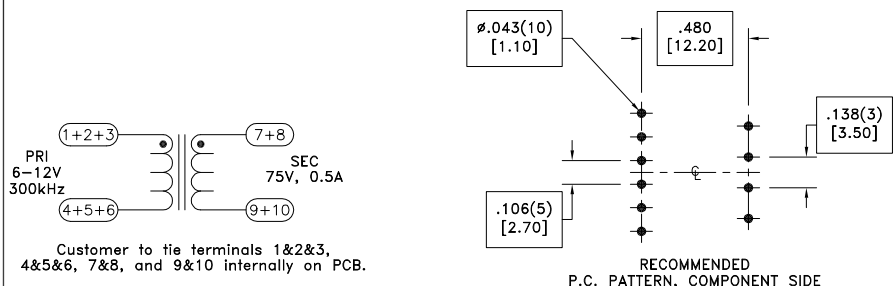 1+2+3
7+8
PRI
6-12V
300kHz
SEC
75V, 0.5A
4+5+6
9+10
Customer to tie terminals 1&2&3,
4&5&6, 7&8, and 9&10 internally on PCB.
ø.043(10)
[1.10]
.480
[12.20]
.138(3)
[3.50]
℄
.106(5)
[2.70]
RECOMMENDED
P.C. PATTERN, COMPONENT SIDE